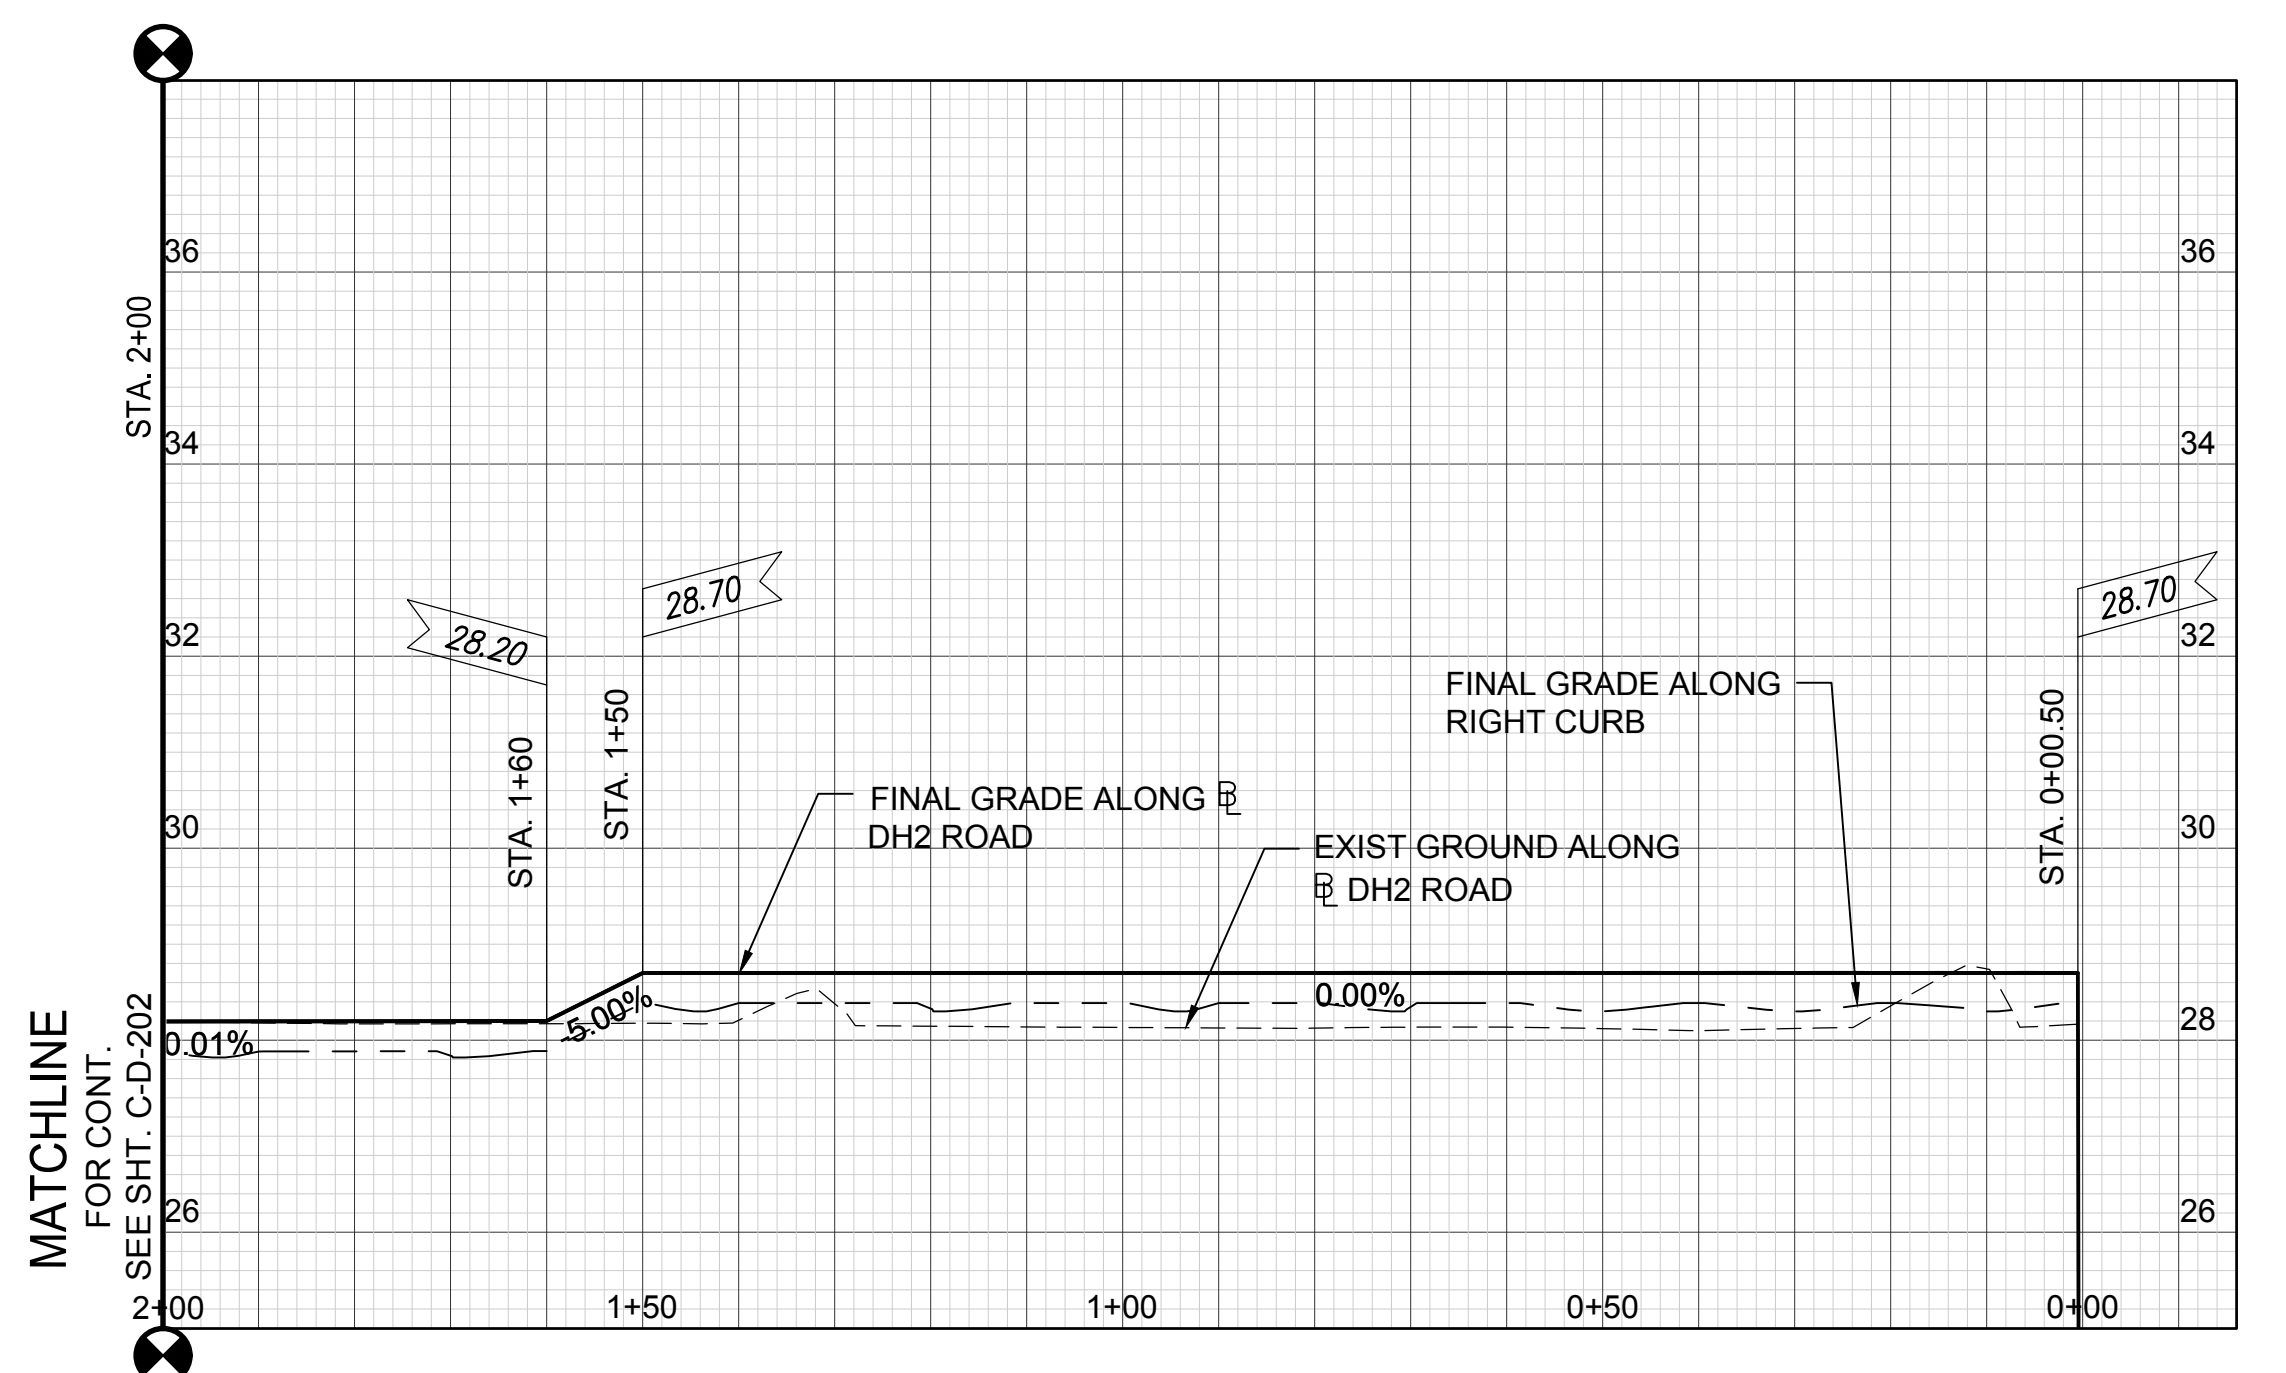 36
36
STA. 2+00
34
34
28.70
28.70
28.20
32
32
STA. 1+60
STA. 1+50
FINAL GRADE ALONG
RIGHT CURB
STA. 0+00.50
FINAL GRADE ALONG BL
DH2 ROAD
30
30
EXIST GROUND ALONG
BL DH2 ROAD
-5.00%
0.00%
0.01%
28
28
MATCHLINE
FOR CONT.
SEE SHT. C-D-202
26
26
2+00
1+50
1+00
0+50
0+00